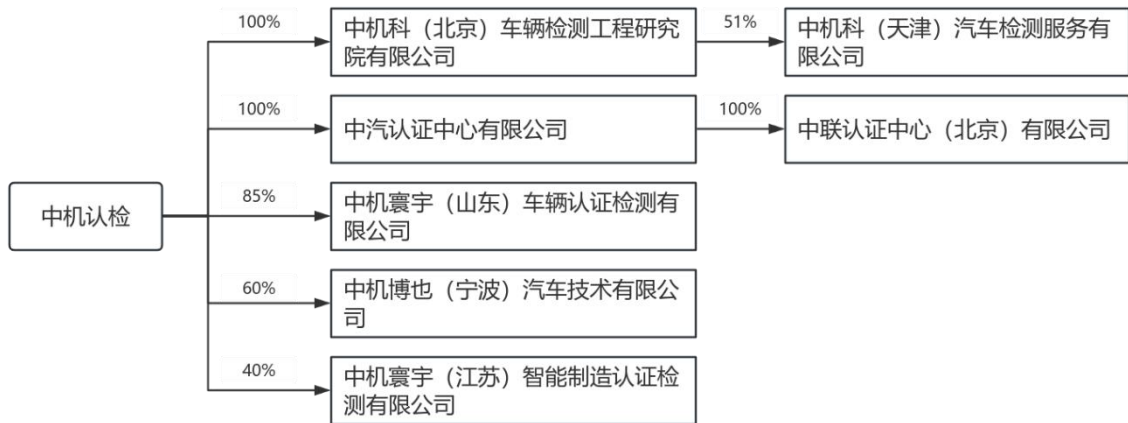 100%
中机科（北京）车辆检测工程研究
院有限公司
51%
中机科（天津）汽车检测服务有
限公司
100%
中汽认证中心有限公司
100%
中联认证中心（北京）有限公司
中机认检
85%
中机寰宇（山东）车辆认证检测有
限公司
60%
中机博也（宁波）汽车技术有限公
司
40%
中机寰宇（江苏）智能制造认证检
测有限公司